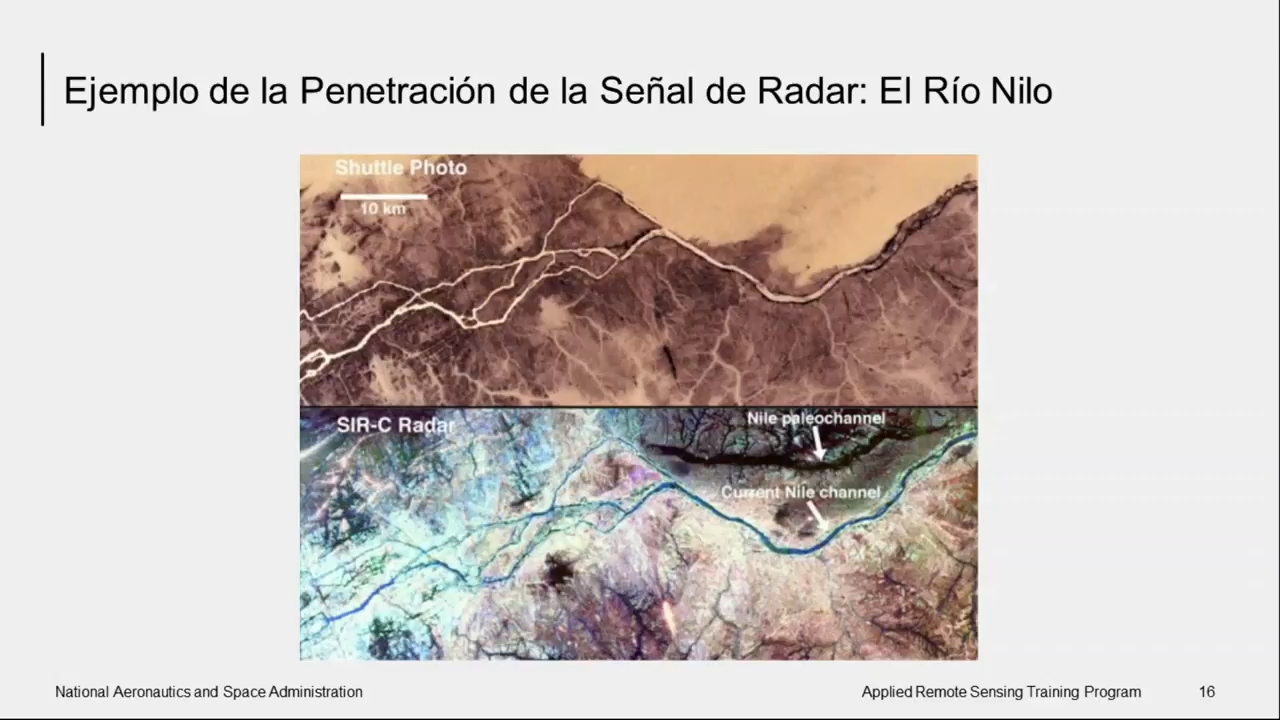 Ejemplo de la Penetración de la Señal de Radar: El Río Nilo
Shuttle Photo
10 km
SIR-C Radar
Nile paleochannel
Current Nile channel
National Aeronautics and Space Administration
Applied Remote Sensing Training Program
16